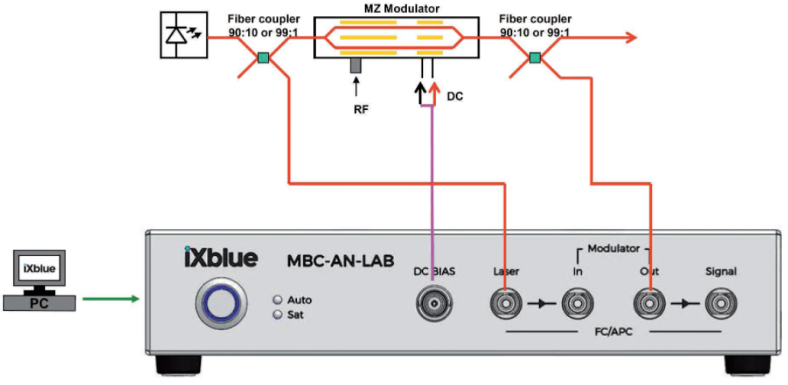 MZ Modulator
Fiber coupler
90:10 or 99:1
Fiber coupler
90:10 or 99:1
RF
DC
iXblue
PC
iXblue
MBC-AN-LAB
Auto
Sat
DC BIAS
Laser
Modulator
In
Out
Signal
FC/APC